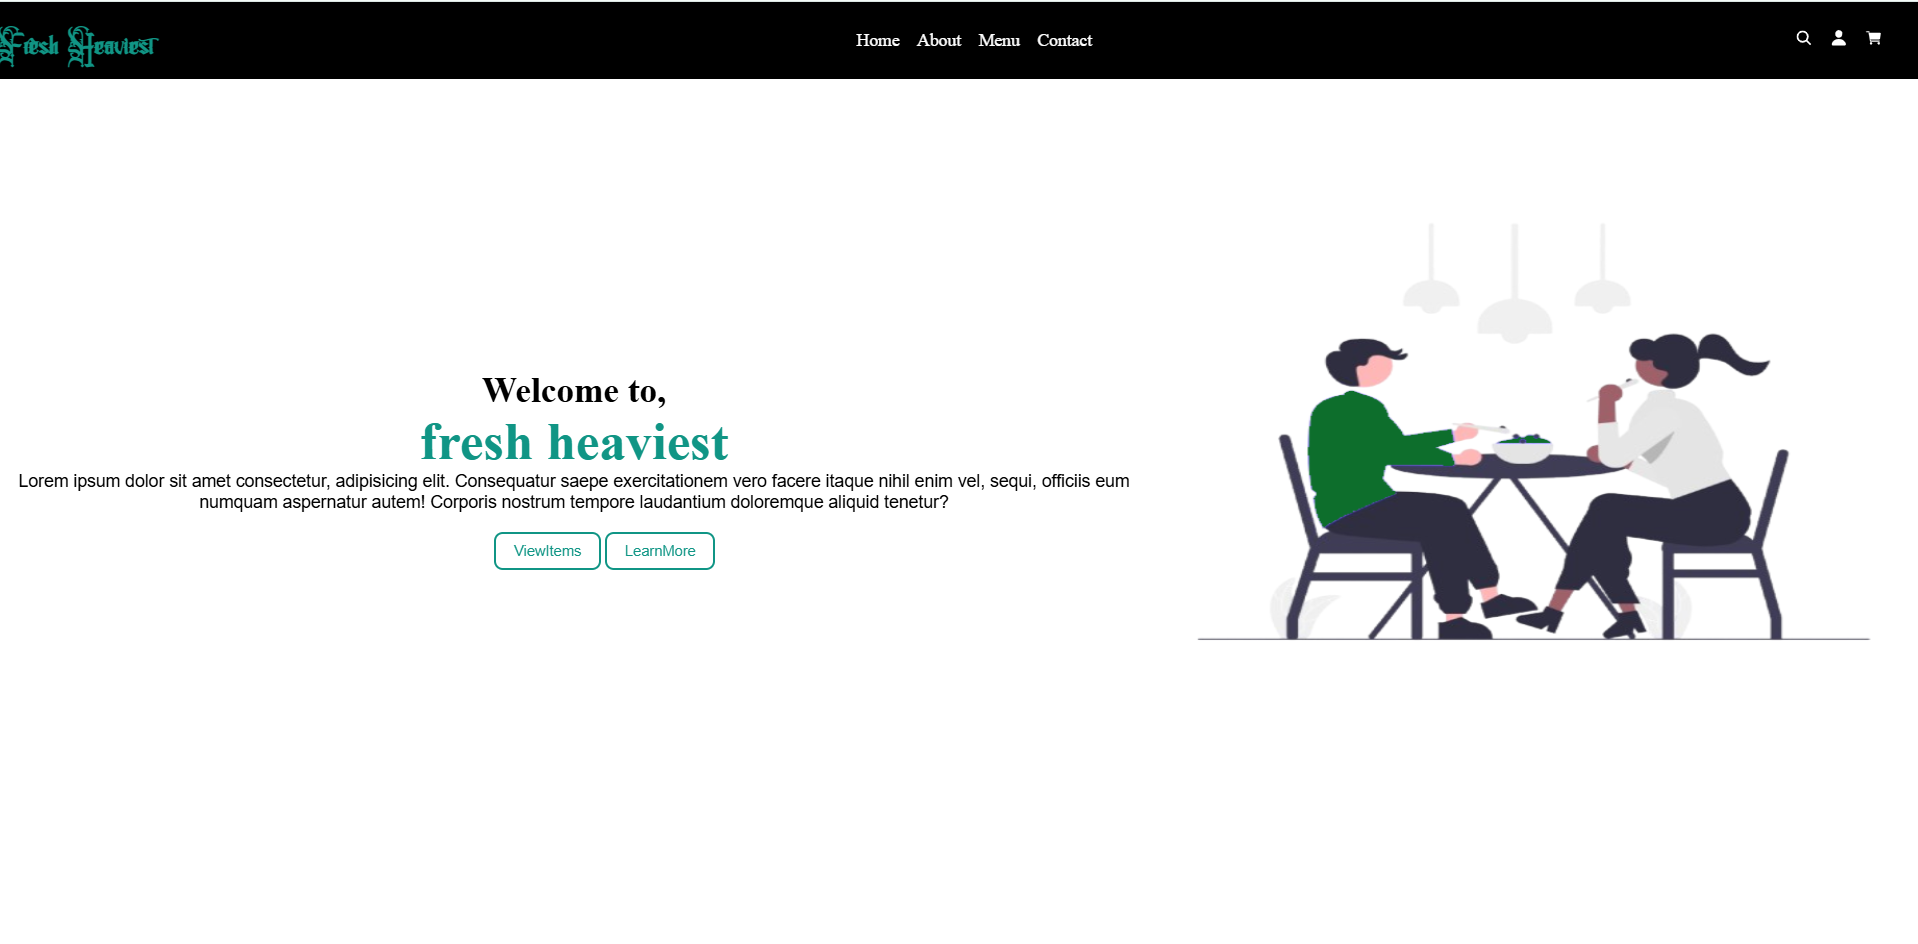 Fresh Heaviest
Home About Menu Contact
Welcome to,
fresh heaviest
Lorem ipsum dolor sit amet consectetur, adipisicing elit. Consequatur saepe exercitationem vero facere itaque nihil enim vel, sequi, officiis eum
numquam aspernatur autem! Corporis nostrum tempore laudantium doloremque aliquid tenetur?
ViewItems LearnMore